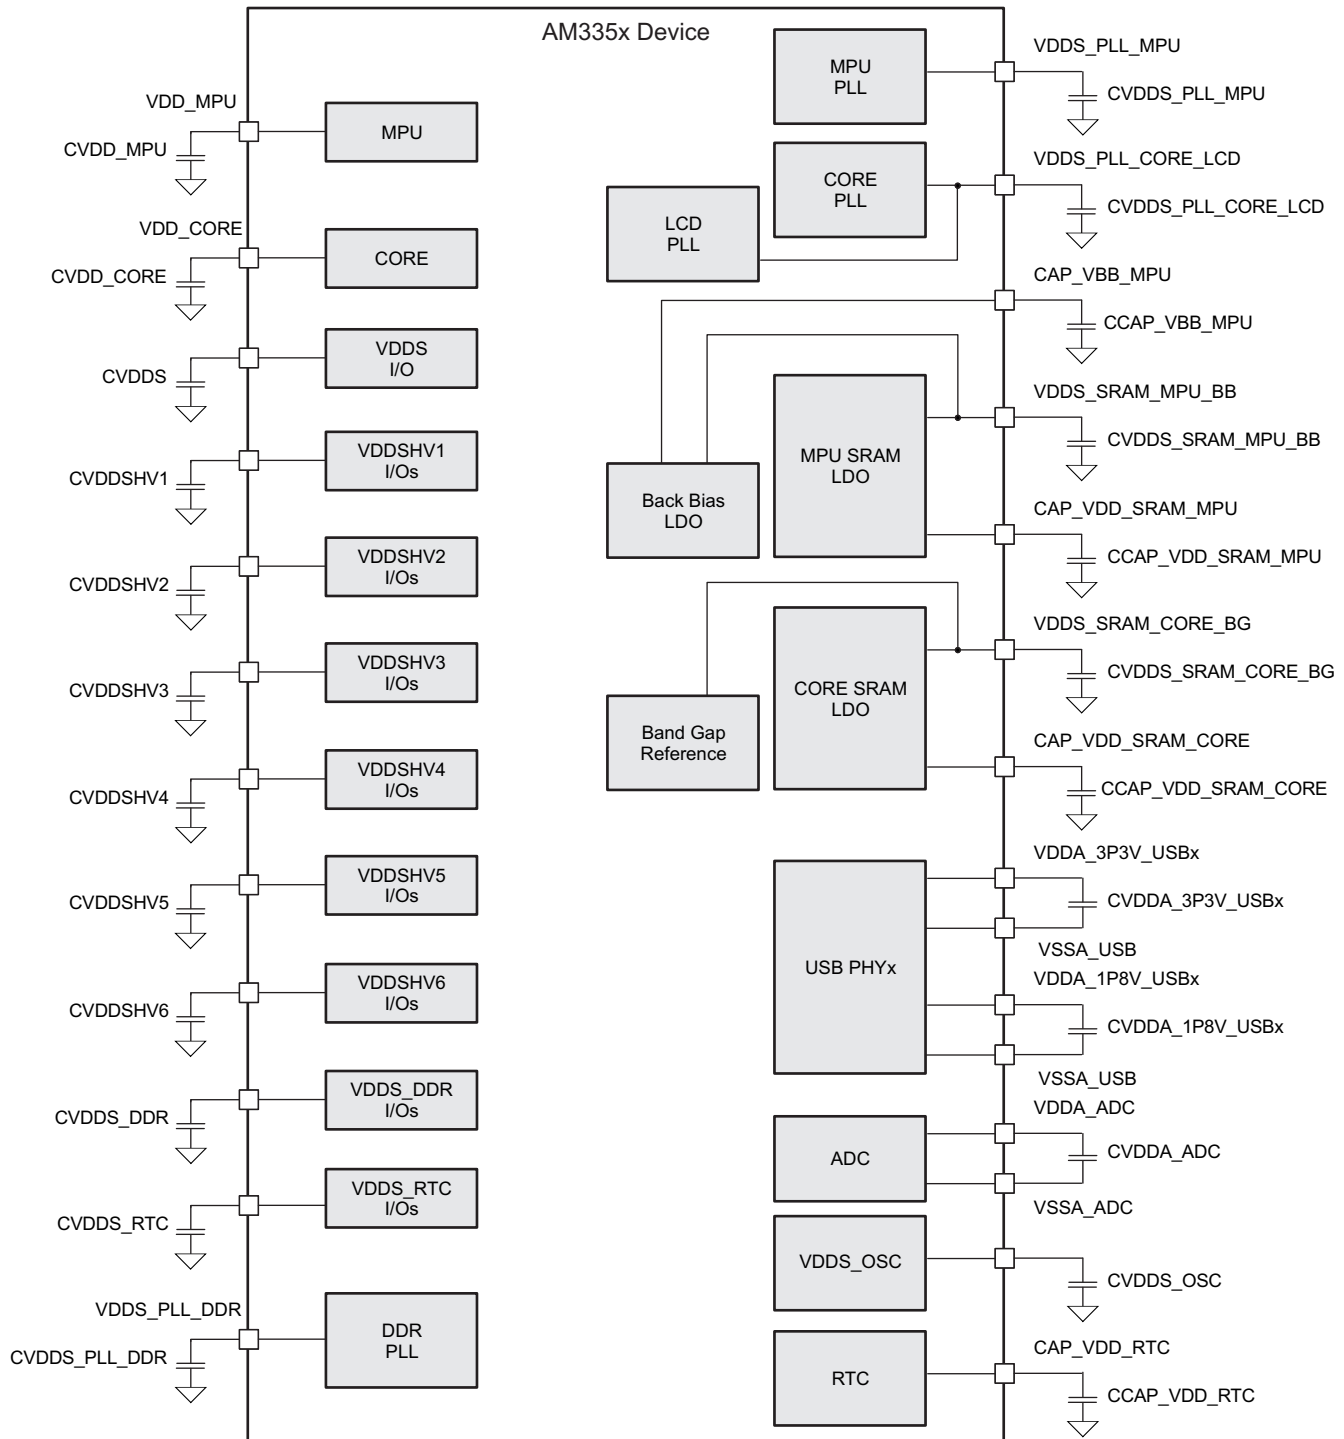 AM335x Device
VDD_MPU
CVDD_MPU
MPU
VDD_CORE
CVDD_CORE
CORE
CVDDS
VDDS
I/O
CVDDSHV1
VDDSHV1
I/Os
CVDDSHV2
VDDSHV2
I/Os
CVDDSHV3
VDDSHV3
I/Os
CVDDSHV4
VDDSHV4
I/Os
CVDDSHV5
VDDSHV5
I/Os
CVDDSHV6
VDDSHV6
I/Os
CVDDS_DDR
VDDS_DDR
I/Os
CVDDS_RTC
VDDS_RTC
I/Os
VDDS_PLL_DDR
CVDDS_PLL_DDR
DDR
PLL
MPU
PLL
VDDS_PLL_MPU
CVDDS_PLL_MPU
CORE
PLL
VDDS_PLL_CORE_LCD
CVDDS_PLL_CORE_LCD
LCD
PLL
CAP_VBB_MPU
CCAP_VBB_MPU
VDDS_SRAM_MPU_BB
CVDDS_SRAM_MPU_BB
MPU SRAM
LDO
Back Bias
LDO
CAP_VDD_SRAM_MPU
CCAP_VDD_SRAM_MPU
VDDS_SRAM_CORE_BG
CVDDS_SRAM_CORE_BG
CORE SRAM
LDO
Band Gap
Reference
CAP_VDD_SRAM_CORE
CCAP_VDD_SRAM_CORE
VDDA_3P3V_USBx
CVDDA_3P3V_USBx
VSSA_USB
USB PHYx
VDDA_1P8V_USBx
CVDDA_1P8V_USBx
VSSA_USB
VDDA_ADC
ADC
CVDDA_ADC
VSSA_ADC
VDDS_OSC
CVDDS_OSC
CAP_VDD_RTC
RTC
CCAP_VDD_RTC